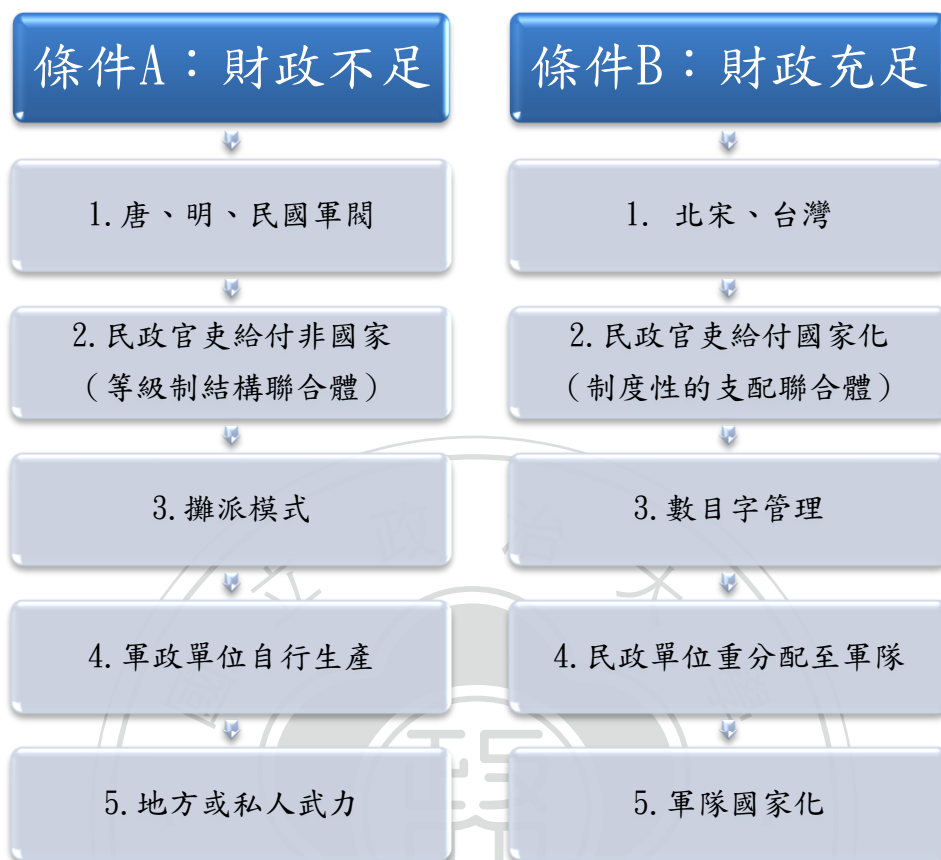 條件A：財政不足
1.唐、明、民國軍閥
2.民政官吏給付非國家
（等級制結構聯合體）
3.攤派模式
4.軍政單位自行生產
5.地方或私人武力
條件B：財政充足
1. 北宋、台灣
2.民政官吏給付國家化
（制度性的支配聯合體）
3.數目字管理
4.民政單位重分配至軍隊
5.軍隊國家化